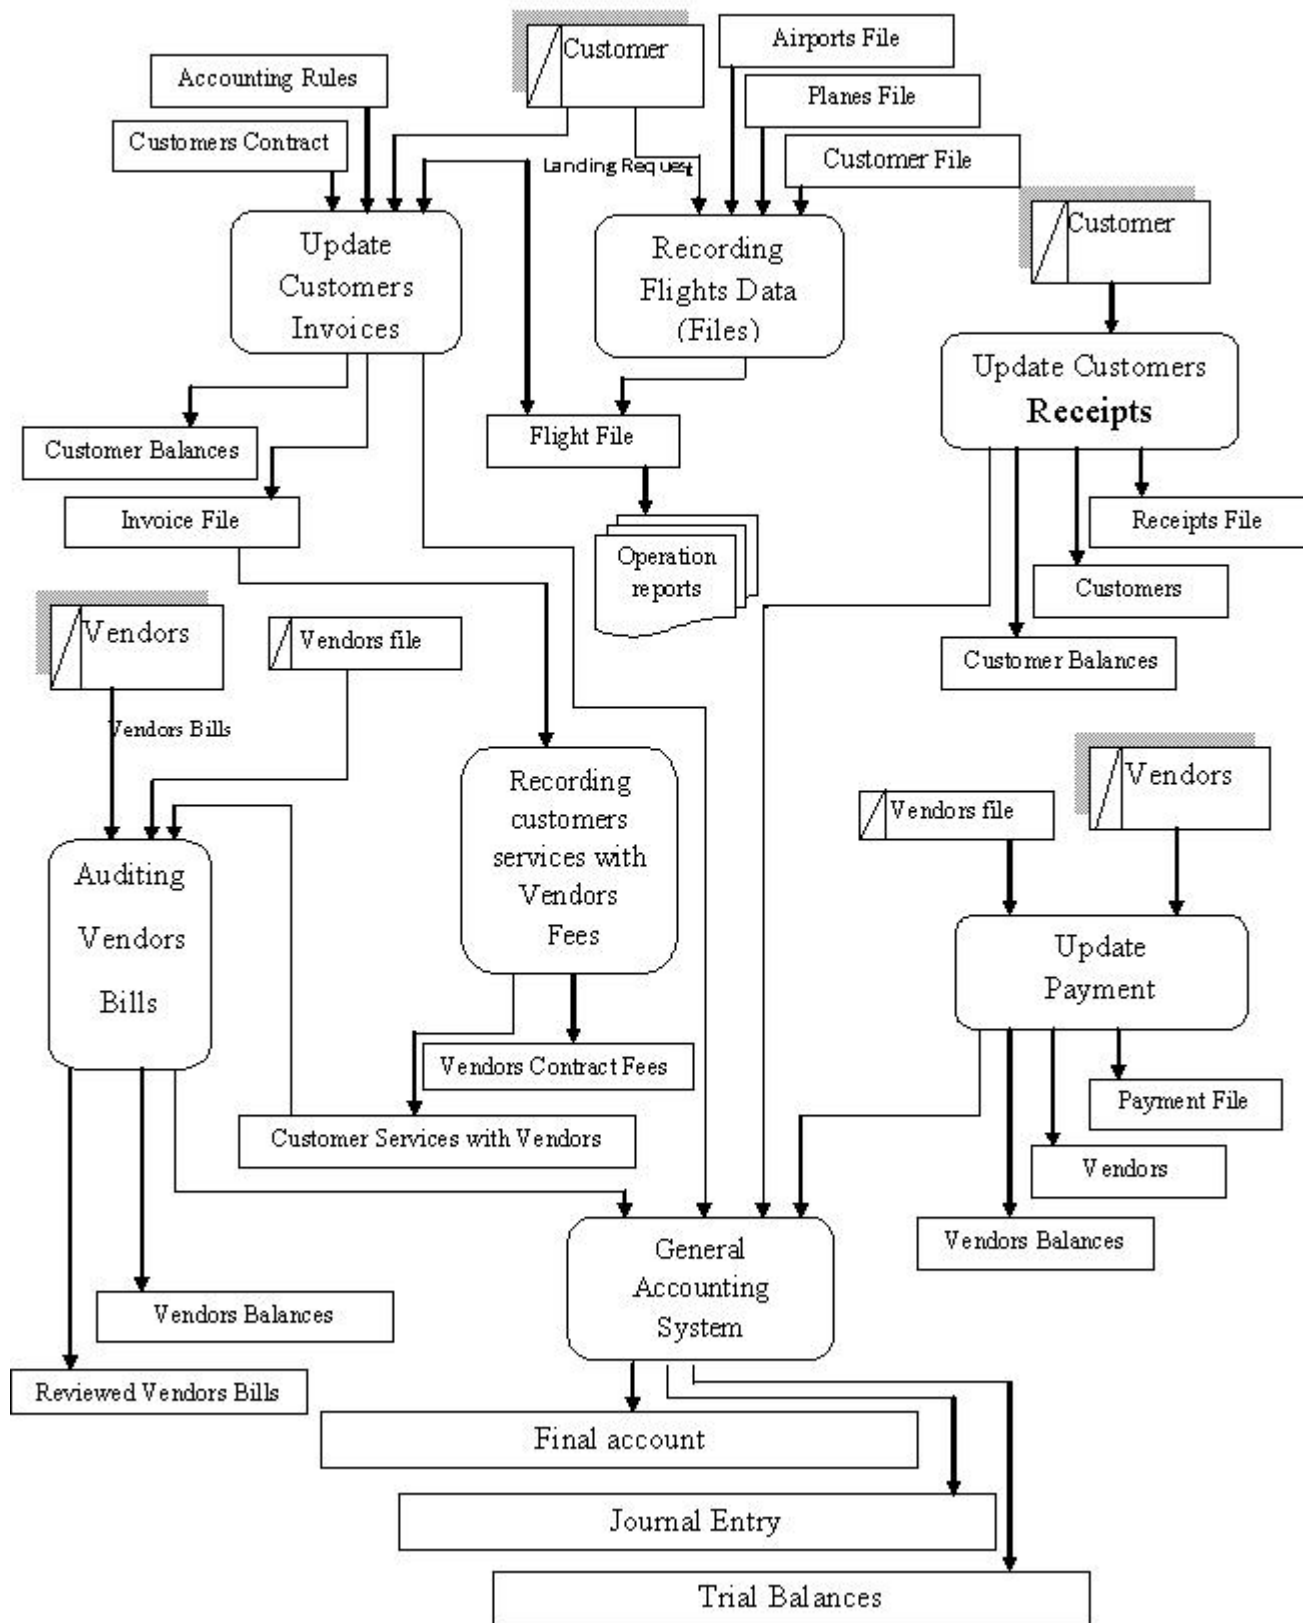 Airports File
Customer
Accounting Rules
Planes File
Customers Contract
Customer File
Landing Request
Customer
Update
Customers
Invoices
Recording
Flights Data
(Files)
Update Customers
Receipts
Customer Balances
Flight File
Invoice File
Receipts File
Operation
reports
Customers
Vendors
Vendors file
Customer Balances
Vendors Bills
Vendors
Recording
customers
services with
Vendors
Fees
Vendors file
Auditing
Vendors
Bills
Update
Payment
Vendors Contract Fees
Payment File
Customer Services with Vendors
Vendors
General
Accounting
System
Vendors Balances
Vendors Balances
Reviewed Vendors Bills
Final account
Journal Entry
Trial Balances